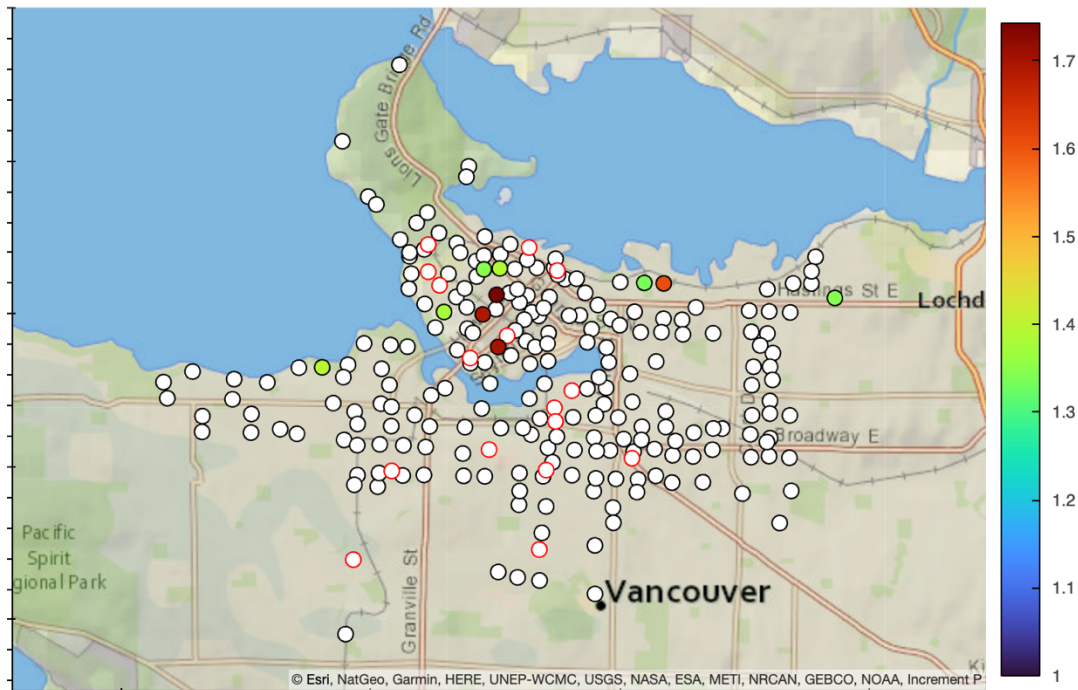 Lions Gate Bridge Rd
1.7
1.6
1.5
1.4
1.3
1.2
1.1
1
Hastings St E
Lochd
Broadway E
Pacific
Spirit
gional Park
Granville St
Vancouver
Ki
© Esri, NatGeo, Garmin, HERE, UNEP-WCMC, USGS, NASA, ESA, METI, NRCAN, GEBCO, NOAA, Increment P